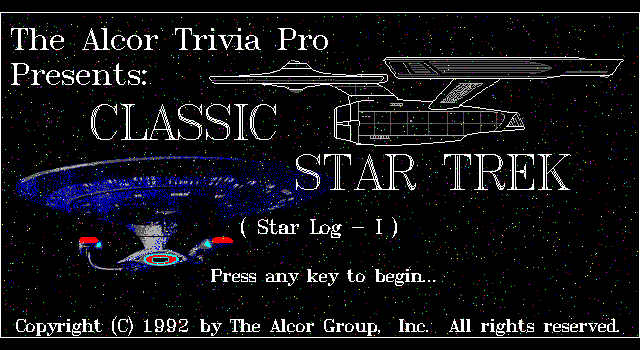 The Alcor Trivia Pro
Presents:
CLASSIC
STAR TREK
( Star Log - I )
Press any key to begin...
Copyright (C) 1992 by The Alcor Group, Inc. All rights reserved.